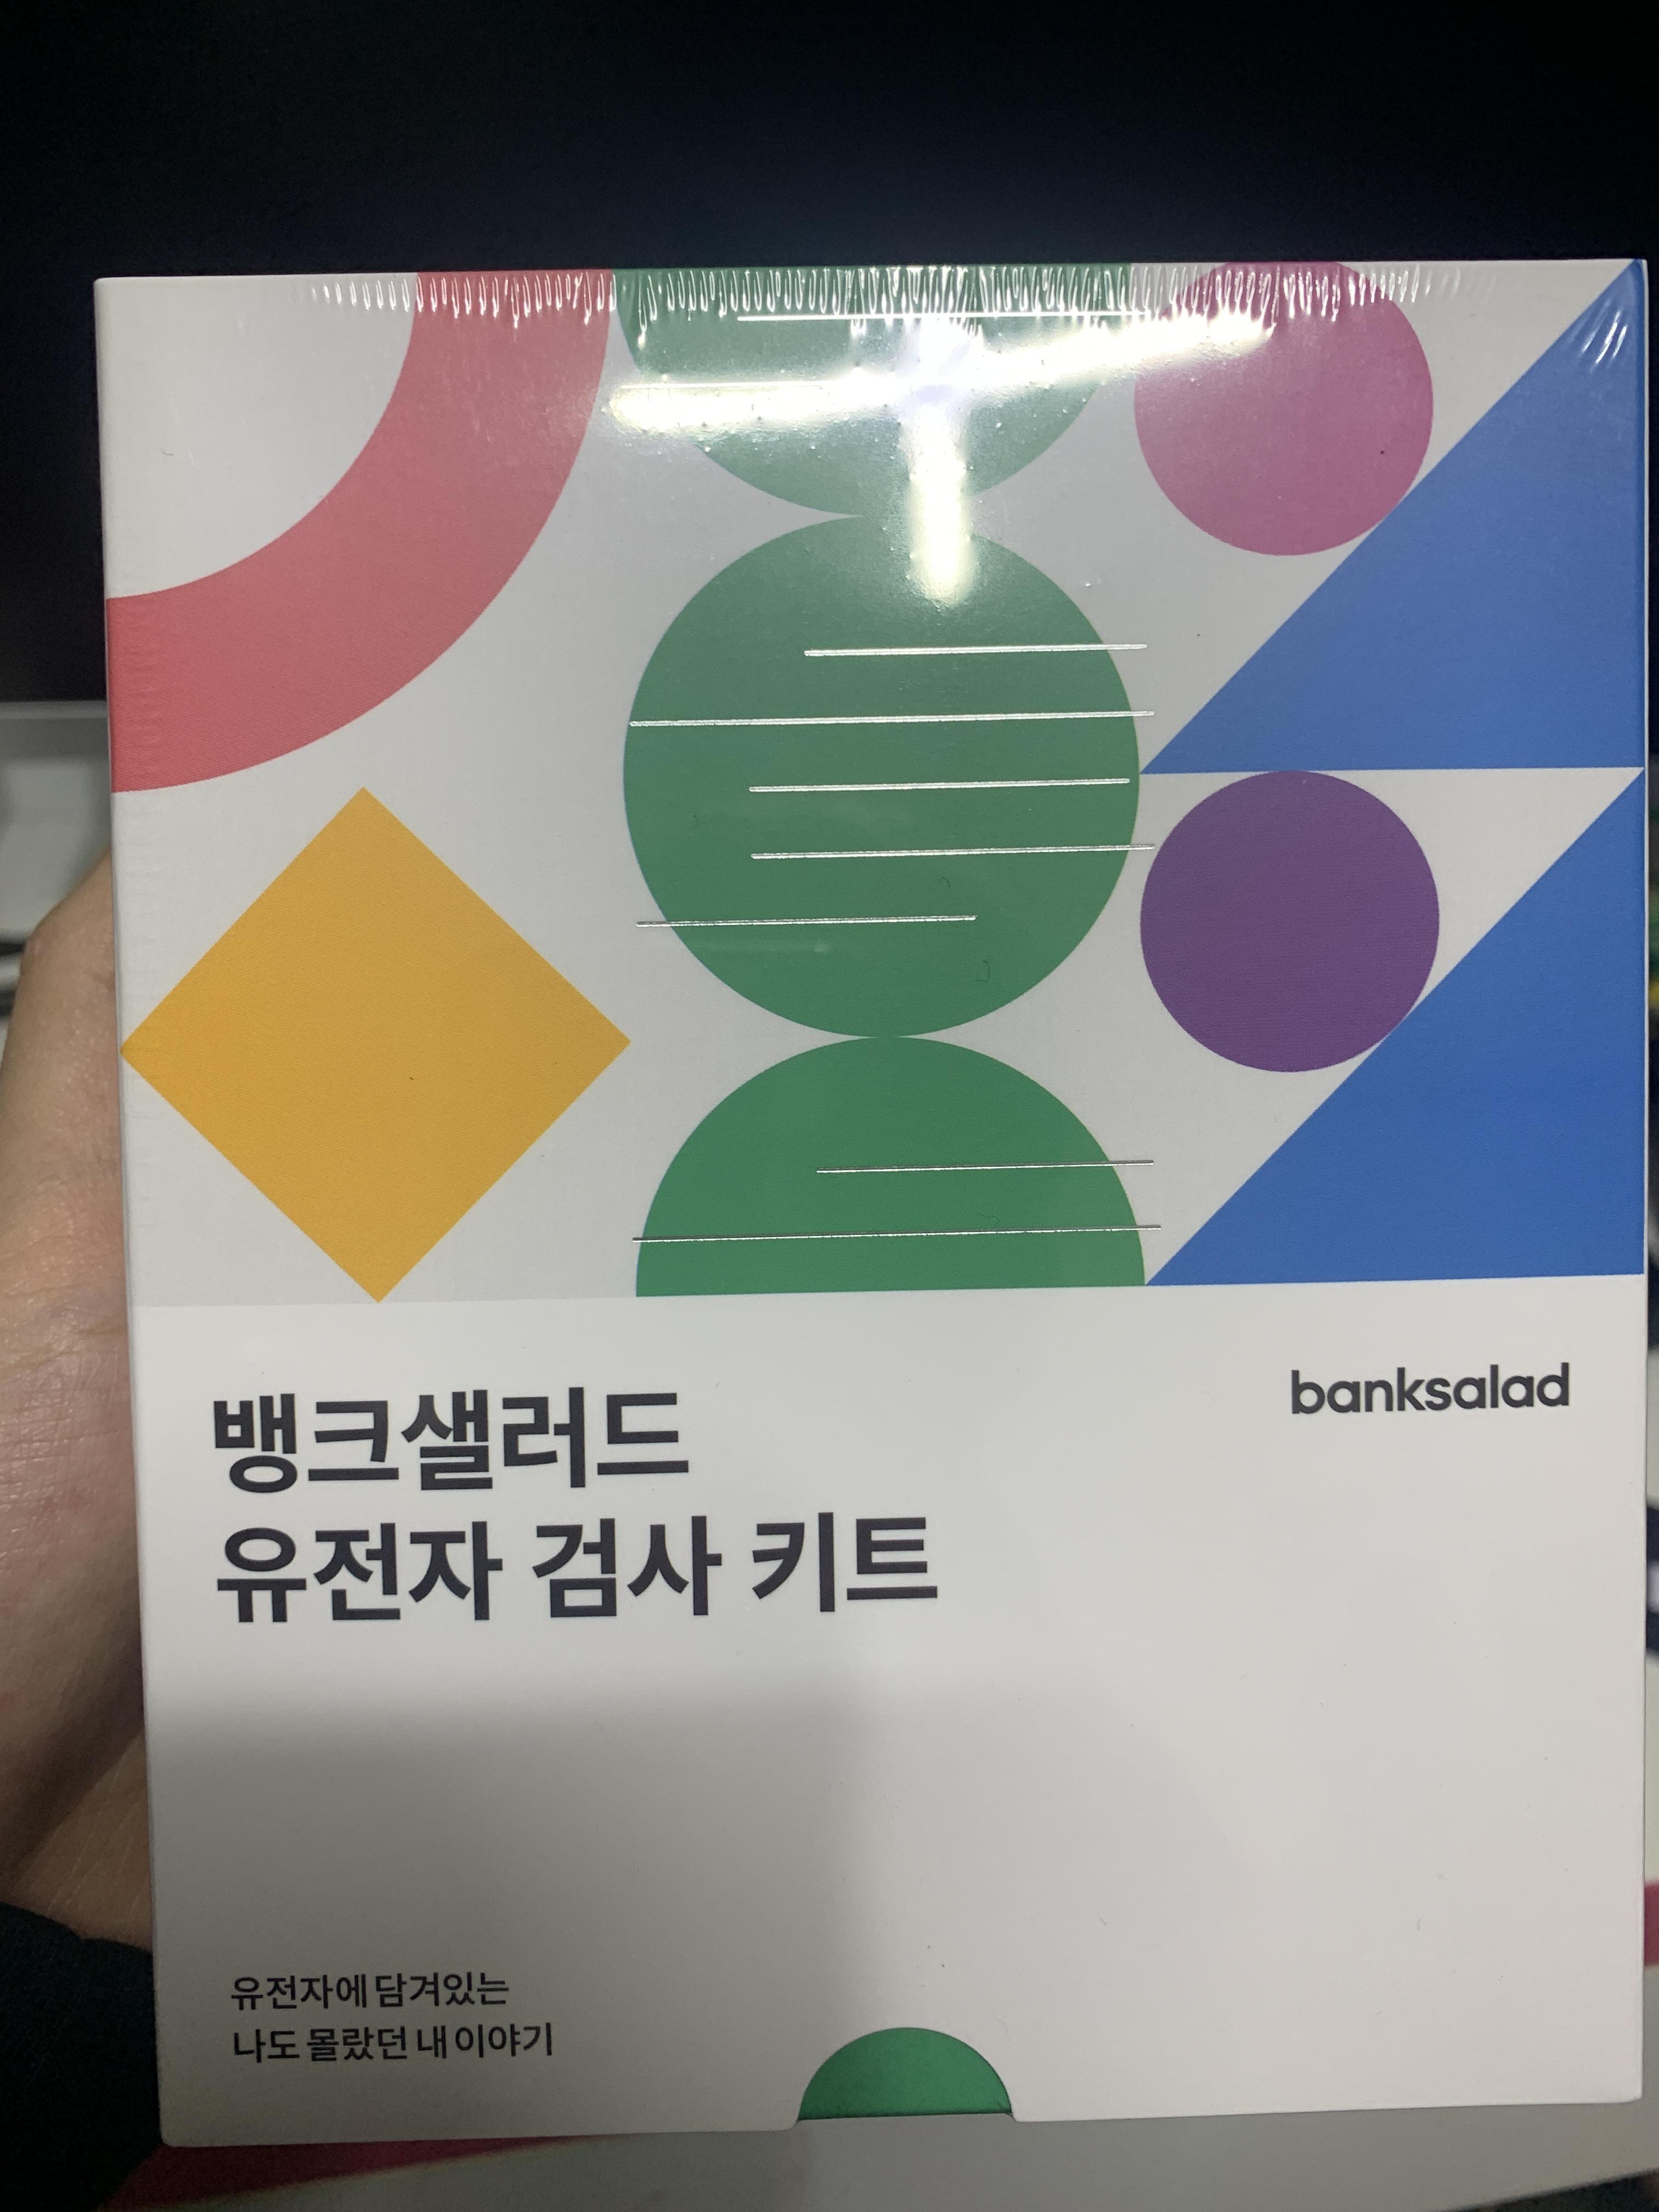 뱅크샐러드
유전자 검사 키트
banksalad
유전자에 담겨있는
나도 몰랐던 내 이야기